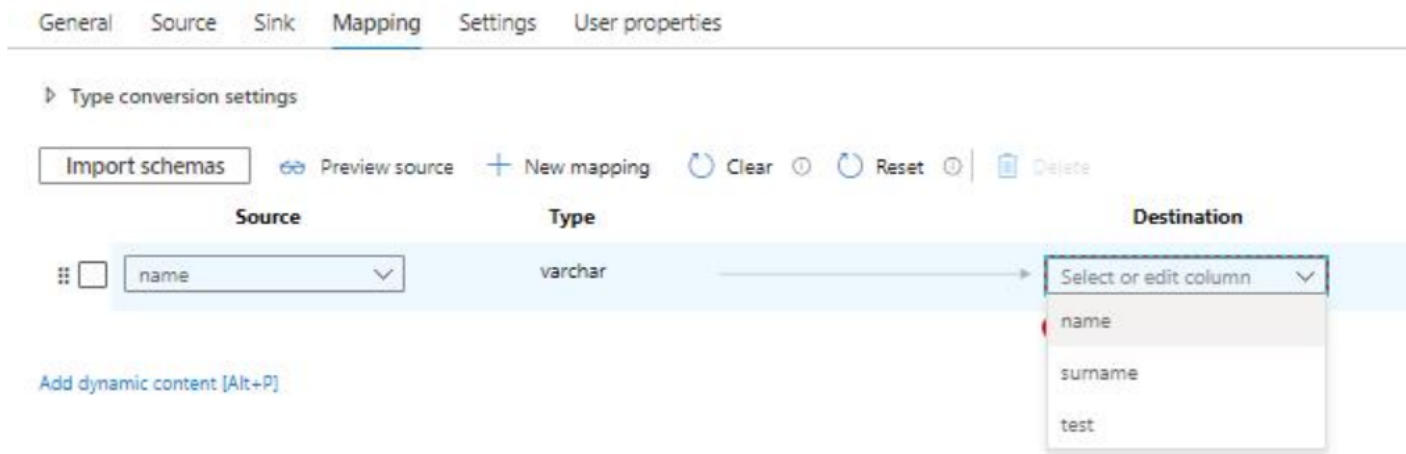 General Source Sink Mapping Settings User properties
Type conversion settings
Import schemas Preview source New mapping Clear Reset Delete
Source Type Destination
name varchar Select or edit column
name
surname
test
Add dynamic content [Alt+P]